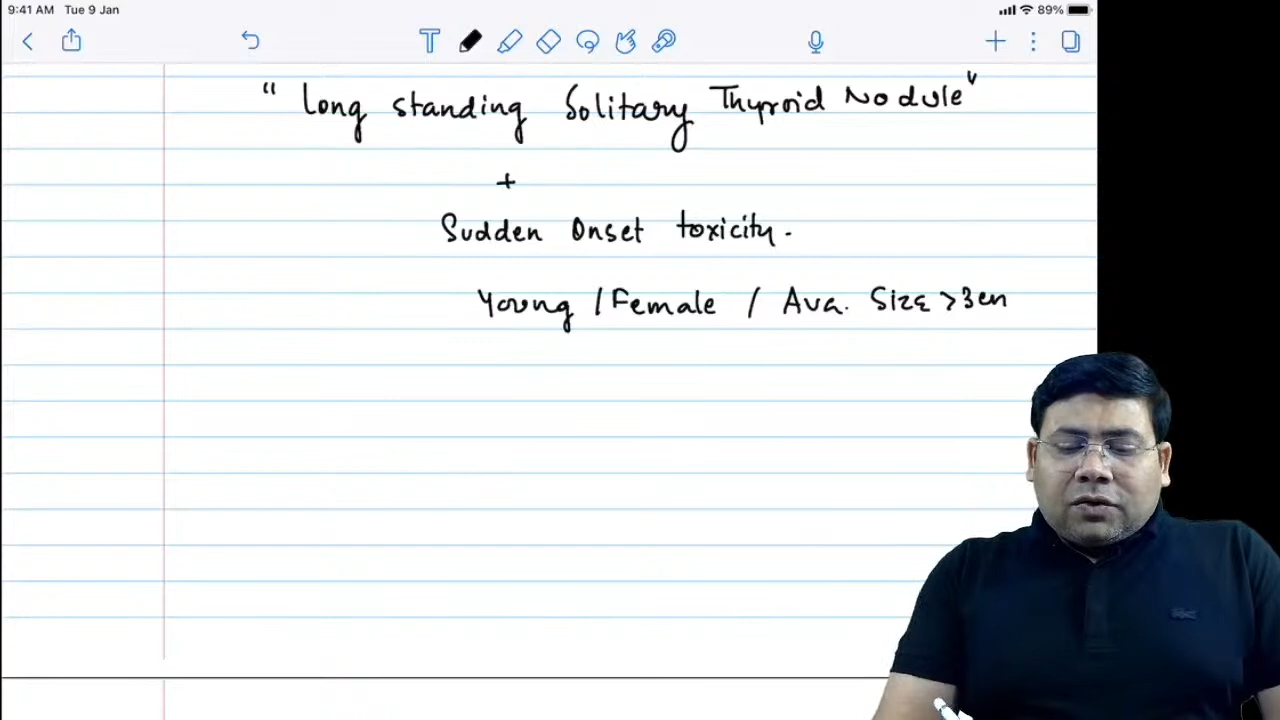 9:41 AM Tue 9 Jan 89%
" Long standing Solitary Thyroid Nodule "
+
Sudden Onset toxicity.
Young / Female / Ava. Size >3cm